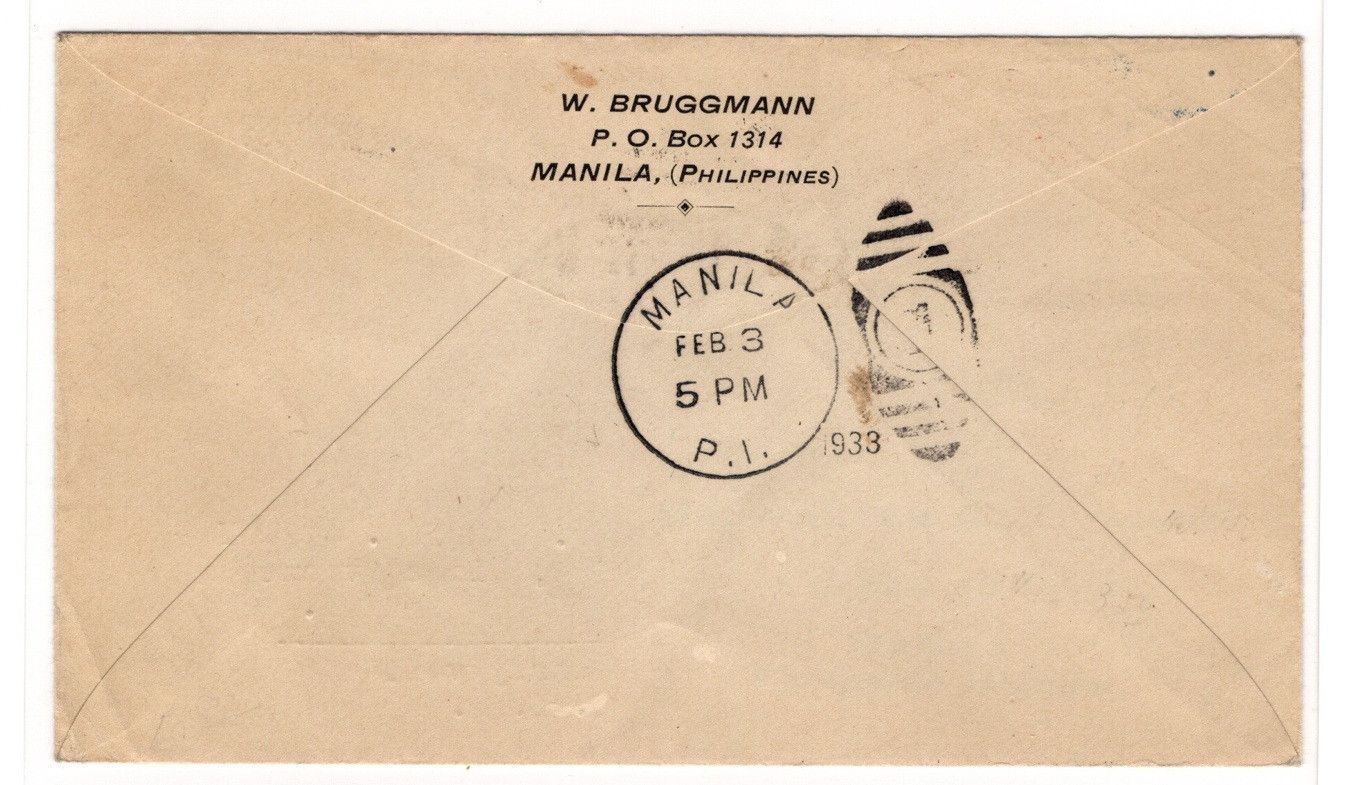 W. BRUGGMANN
P. O. BOX 1314
MANILA, (PHILIPPINES)
MANILA
FEB 3
5 PM
P.I.
1933